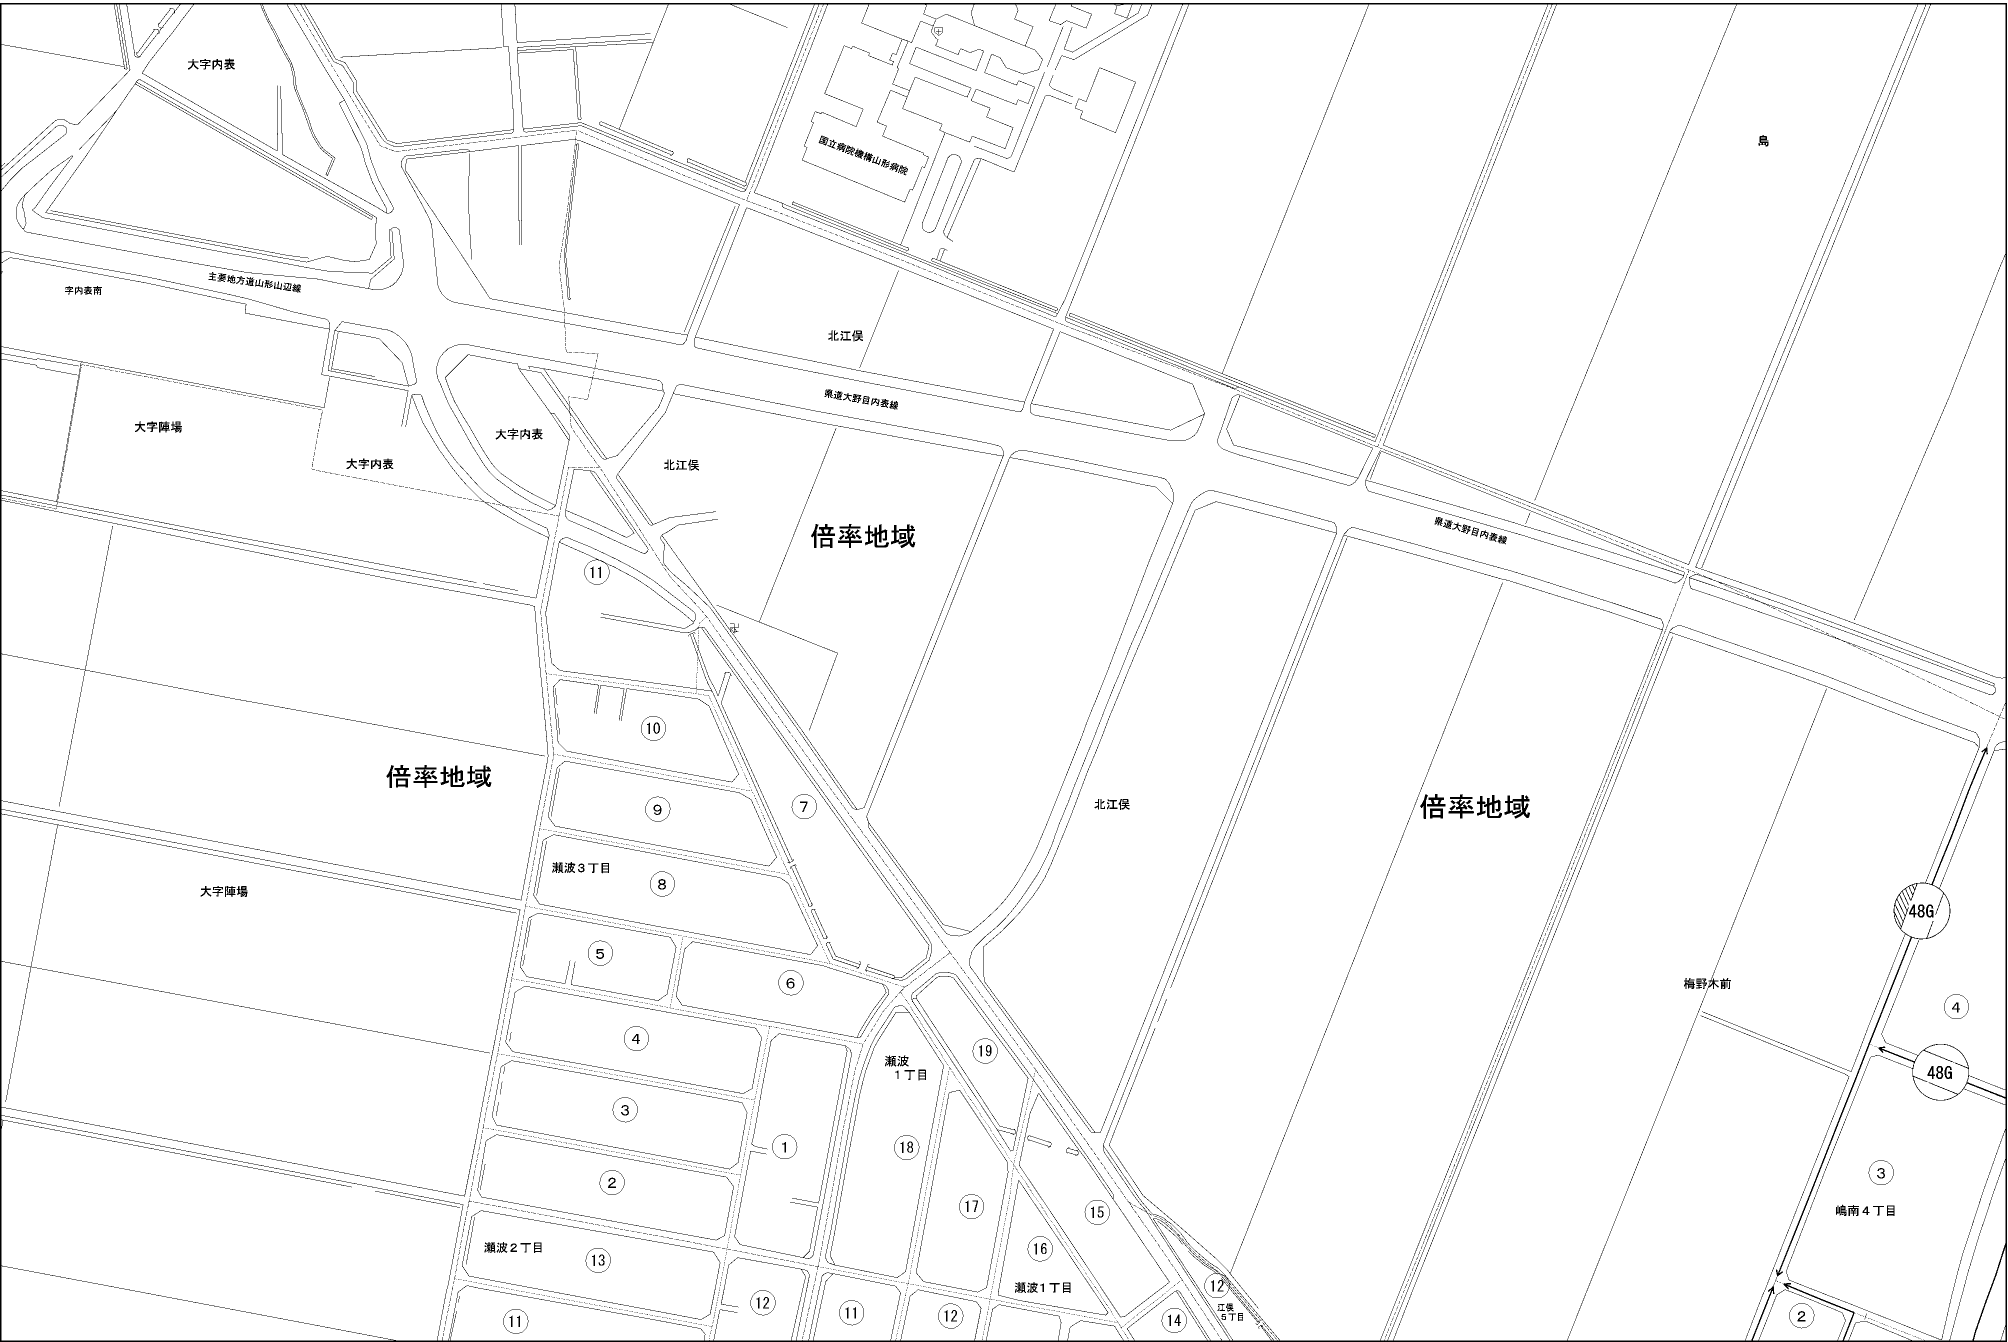 大字内表
島
国立病院機構山形病院
主要地方道山形山辺線
字内表南
北江俣
県道大野目内表線
大字陣場
大字内表
大字内表
北江俣
県道大野目内表線
倍率地域
11
10
倍率地域
9
7
北江俣
倍率地域
瀬波3丁目
8
大字陣場
48G
5
6
梅野木前
4
4
19
瀬波
1丁目
48G
3
1
18
3
2
17
15
嶋南4丁目
瀬波2丁目
13
16
瀬波1丁目
12
江俣
5丁目
12
11
12
14
2
11